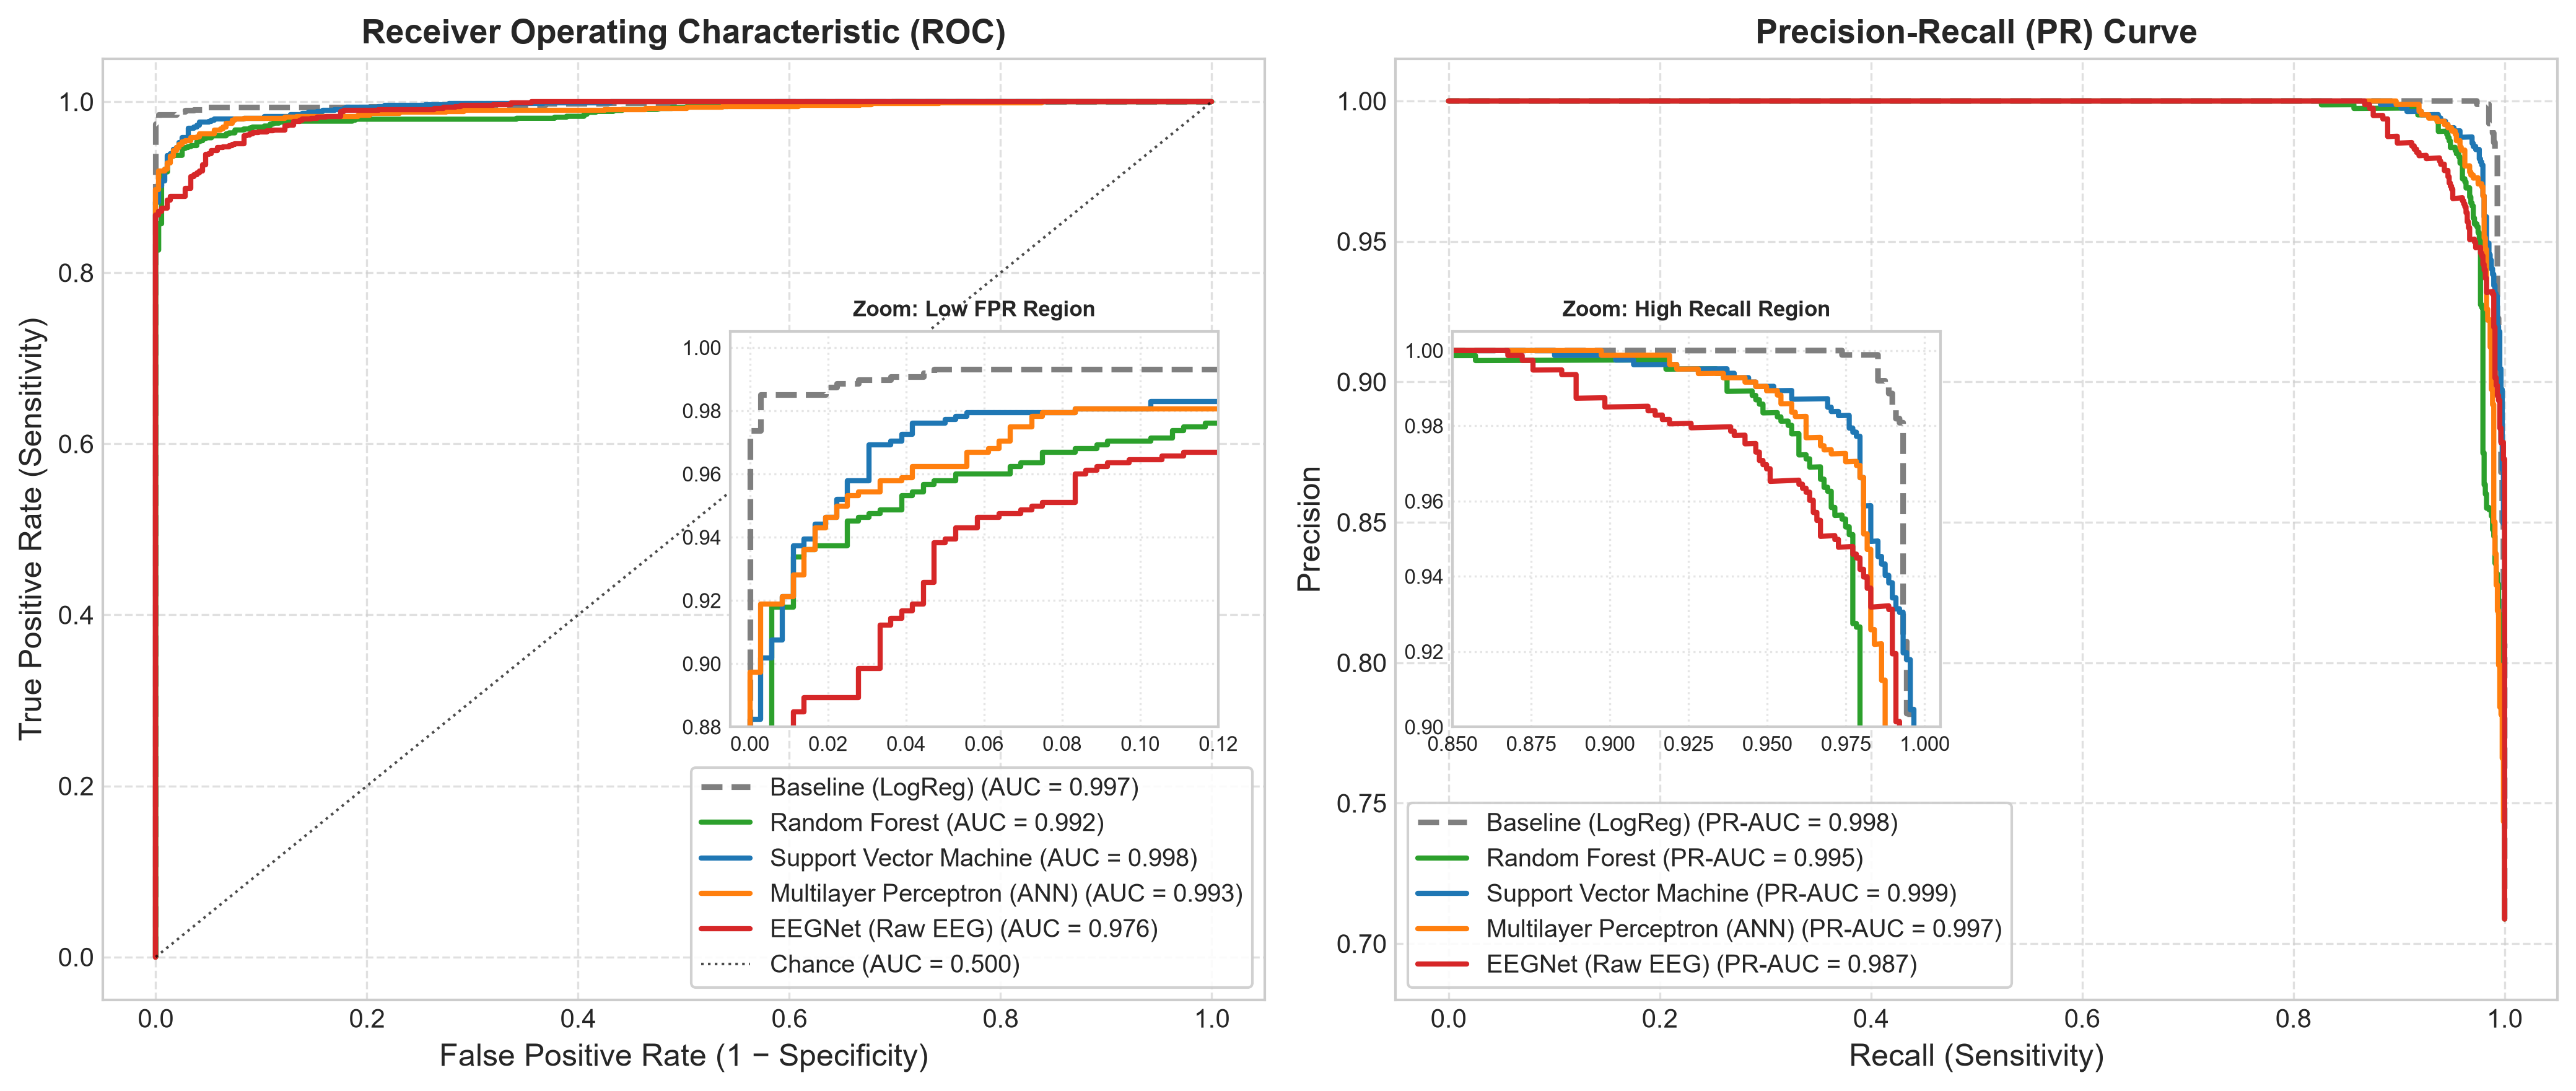 Receiver Operating Characteristic (ROC)
True Positive Rate (Sensitivity)
1.0
0.8
0.6
0.4
0.2
0.0
Zoom: Low FPR Region
1.00
0.98
0.96
0.94
0.92
0.90
0.88
0.00 0.02 0.04 0.06 0.08 0.10 0.12
Baseline (LogReg) (AUC = 0.997)
Random Forest (AUC = 0.992)
Support Vector Machine (AUC = 0.998)
Multilayer Perceptron (ANN) (AUC = 0.993)
EEGNet (Raw EEG) (AUC = 0.976)
Chance (AUC = 0.500)
0.0 0.2 0.4 0.6 0.8 1.0
False Positive Rate (1 − Specificity)
Precision-Recall (PR) Curve
Precision
1.00
0.95
0.90
0.85
0.80
0.75
0.70
Zoom: High Recall Region
1.00
0.98
0.96
0.94
0.92
0.90
0.850 0.875 0.900 0.925 0.950 0.975 1.000
Baseline (LogReg) (PR-AUC = 0.998)
Random Forest (PR-AUC = 0.995)
Support Vector Machine (PR-AUC = 0.999)
Multilayer Perceptron (ANN) (PR-AUC = 0.997)
EEGNet (Raw EEG) (PR-AUC = 0.987)
0.0 0.2 0.4 0.6 0.8 1.0
Recall (Sensitivity)